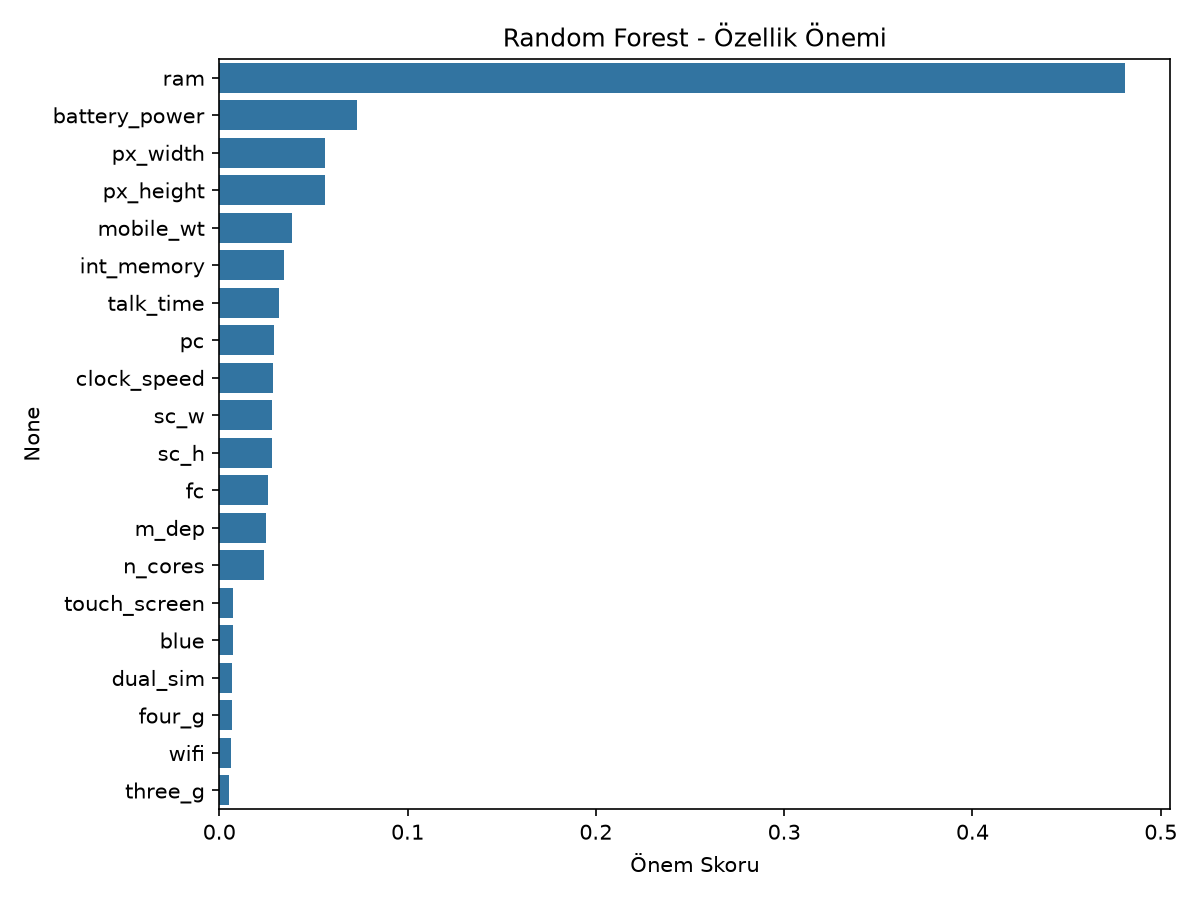 Random Forest - Özellik Önemi
ram
battery_power
px_width
px_height
mobile_wt
int_memory
talk_time
pc
clock_speed
sc_w
sc_h
fc
m_dep
n_cores
touch_screen
blue
dual_sim
four_g
wifi
three_g
None
0.0 0.1 0.2 0.3 0.4 0.5
Önem Skoru